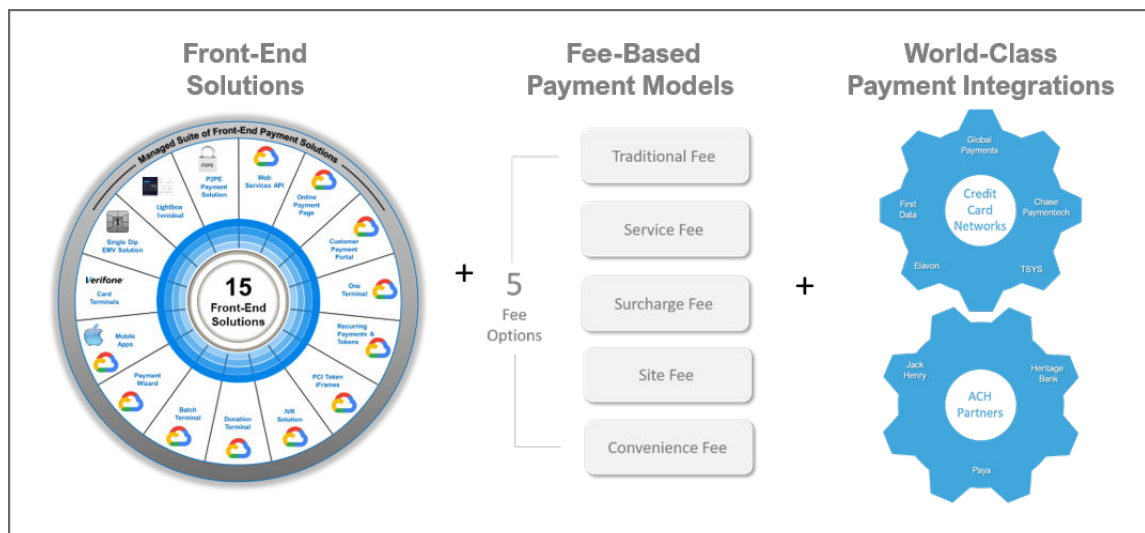 Front-End
Solutions
Managed Suite of Front-End Payment Solutions
P2PE
P2PE
Payment
Solution
Web
Services API
Online
Payment
Page
Customer
Payment
Portal
One
Terminal
Recurring
Payments &
Tokens
PCI Token
iFrames
IVR
Solution
Donation
Terminal
Batch
Terminal
Payment
Wizard
Mobile
Apps
Verifone
Card
Terminals
Single Dip
EMV Solution
Lightbox
Terminal
15
Front-End
Solutions
+
Fee-Based
Payment Models
5
Fee
Options
Traditional Fee
Service Fee
Surcharge Fee
Site Fee
Convenience Fee
+
World-Class
Payment Integrations
Global
Payments
First
Data
Credit
Card
Networks
Chase
Paymentech
Elavon
TSYS
Jack
Henry
Heritage
Bank
ACH
Partners
Paya